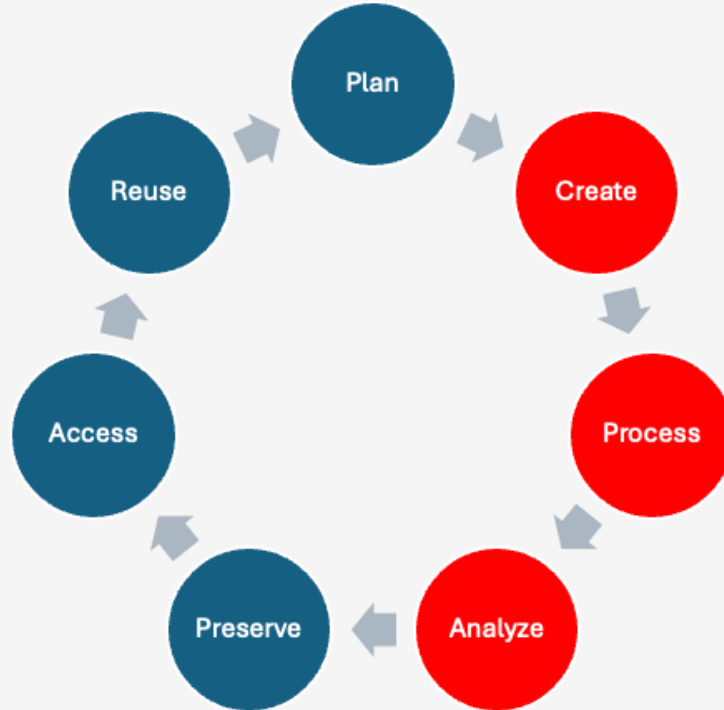 Plan
Create
Process
Analyze
Preserve
Access
Reuse